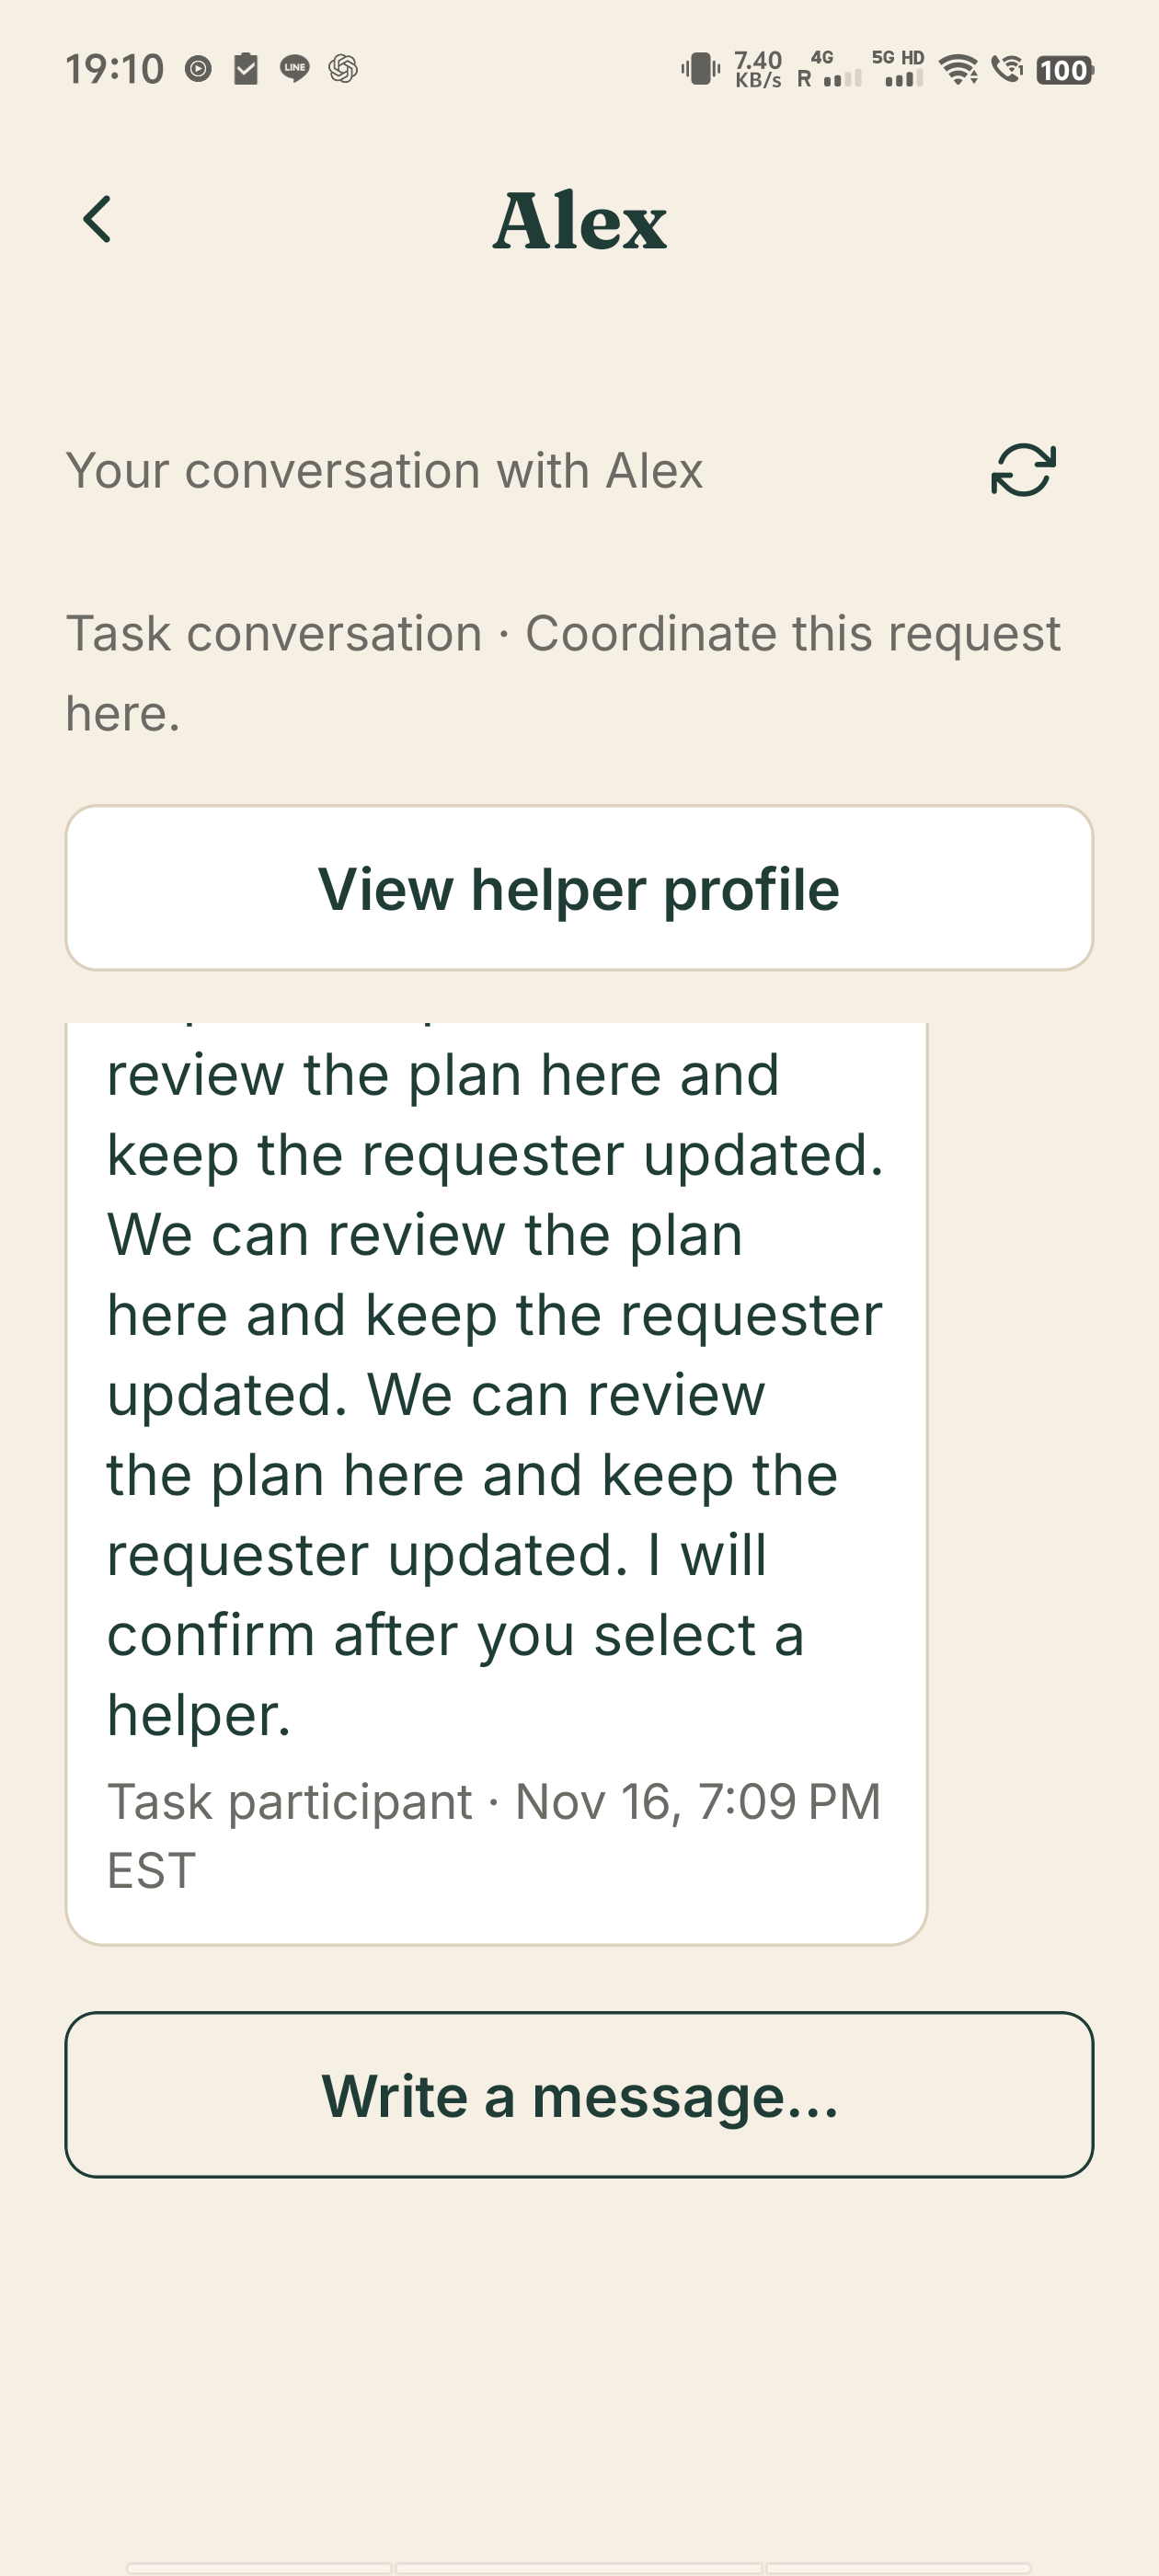 19:10 LINE 7.40 KB/s R 4G 5G HD 100
Alex
Your conversation with Alex
Task conversation · Coordinate this request
here.
View helper profile
review the plan here and
keep the requester updated.
We can review the plan
here and keep the requester
updated. We can review
the plan here and keep the
requester updated. I will
confirm after you select a
helper.
Task participant · Nov 16, 7:09 PM
EST
Write a message...